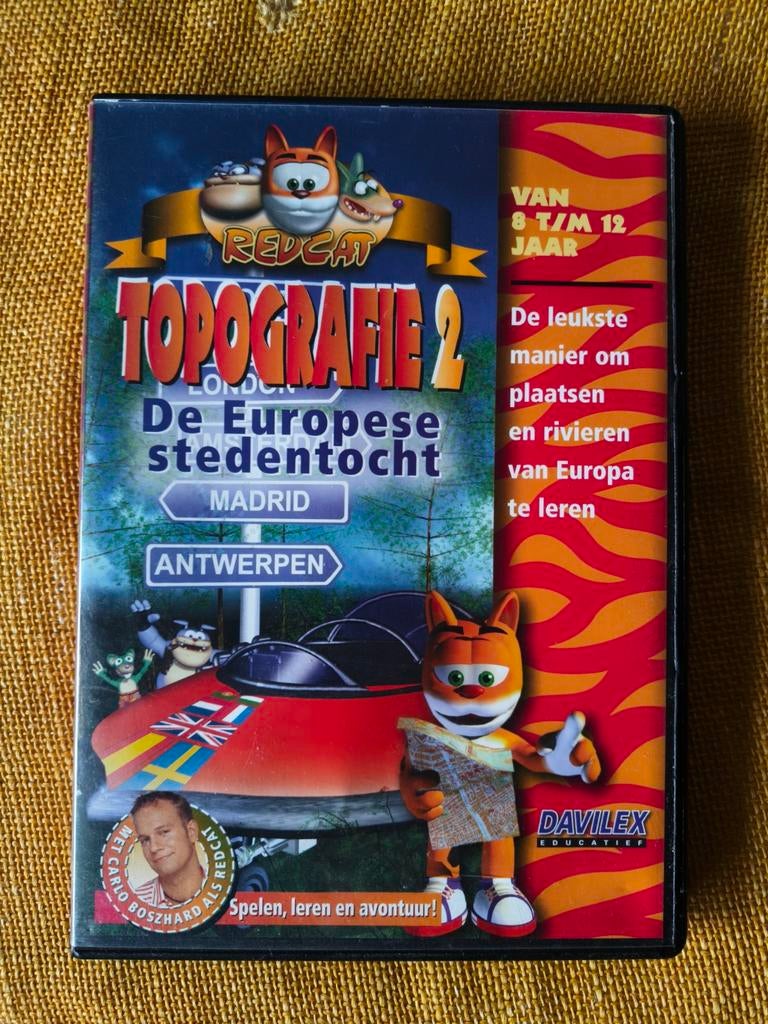 REDCAT
TOPOGRAFIE 2
LONDON
De Europese
AMSTERDAM
stedentocht
MADRID
ANTWERPEN
VAN
8 T/M 12
JAAR
De leukste
manier om
plaatsen
en rivieren
van Europa
te leren
MET CARLO BOSZHARD ALS REDCAT
Spelen, leren en avontuur!
DAVILEX
EDUCATIEF